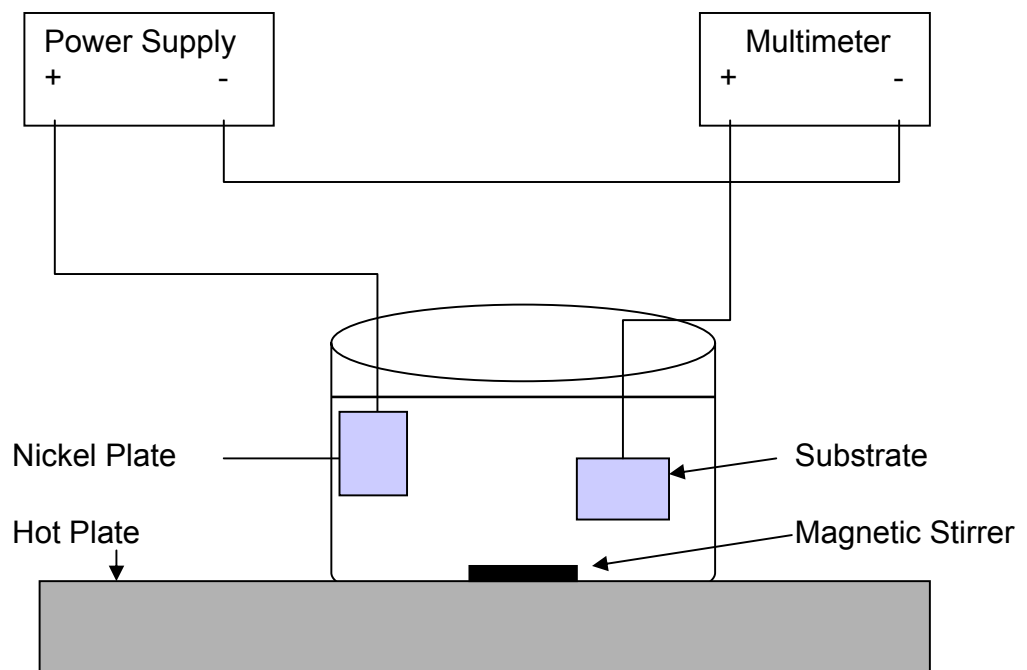 Power Supply
+ -
Multimeter
+ -
Nickel Plate
Substrate
Hot Plate
Magnetic Stirrer